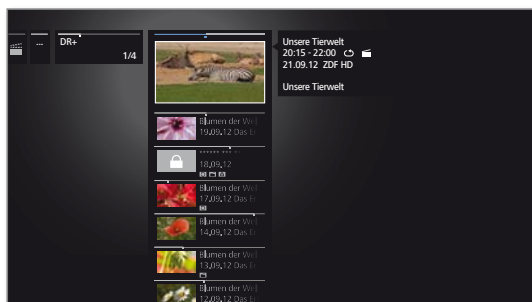 ...
DR+
1/4
Unsere Tierwelt
20:15 - 22:00
21.09.12 ZDF HD
Unsere Tierwelt
Blumen der Wel
19.09.12 Das E
18.09.12
Blumen der Wel
17.09.12 Das E
Blumen der Wel
14.09.12 Das E
Blumen der Wel
13.09.12 Das E
Blumen der Wel
12.09.12 Das E